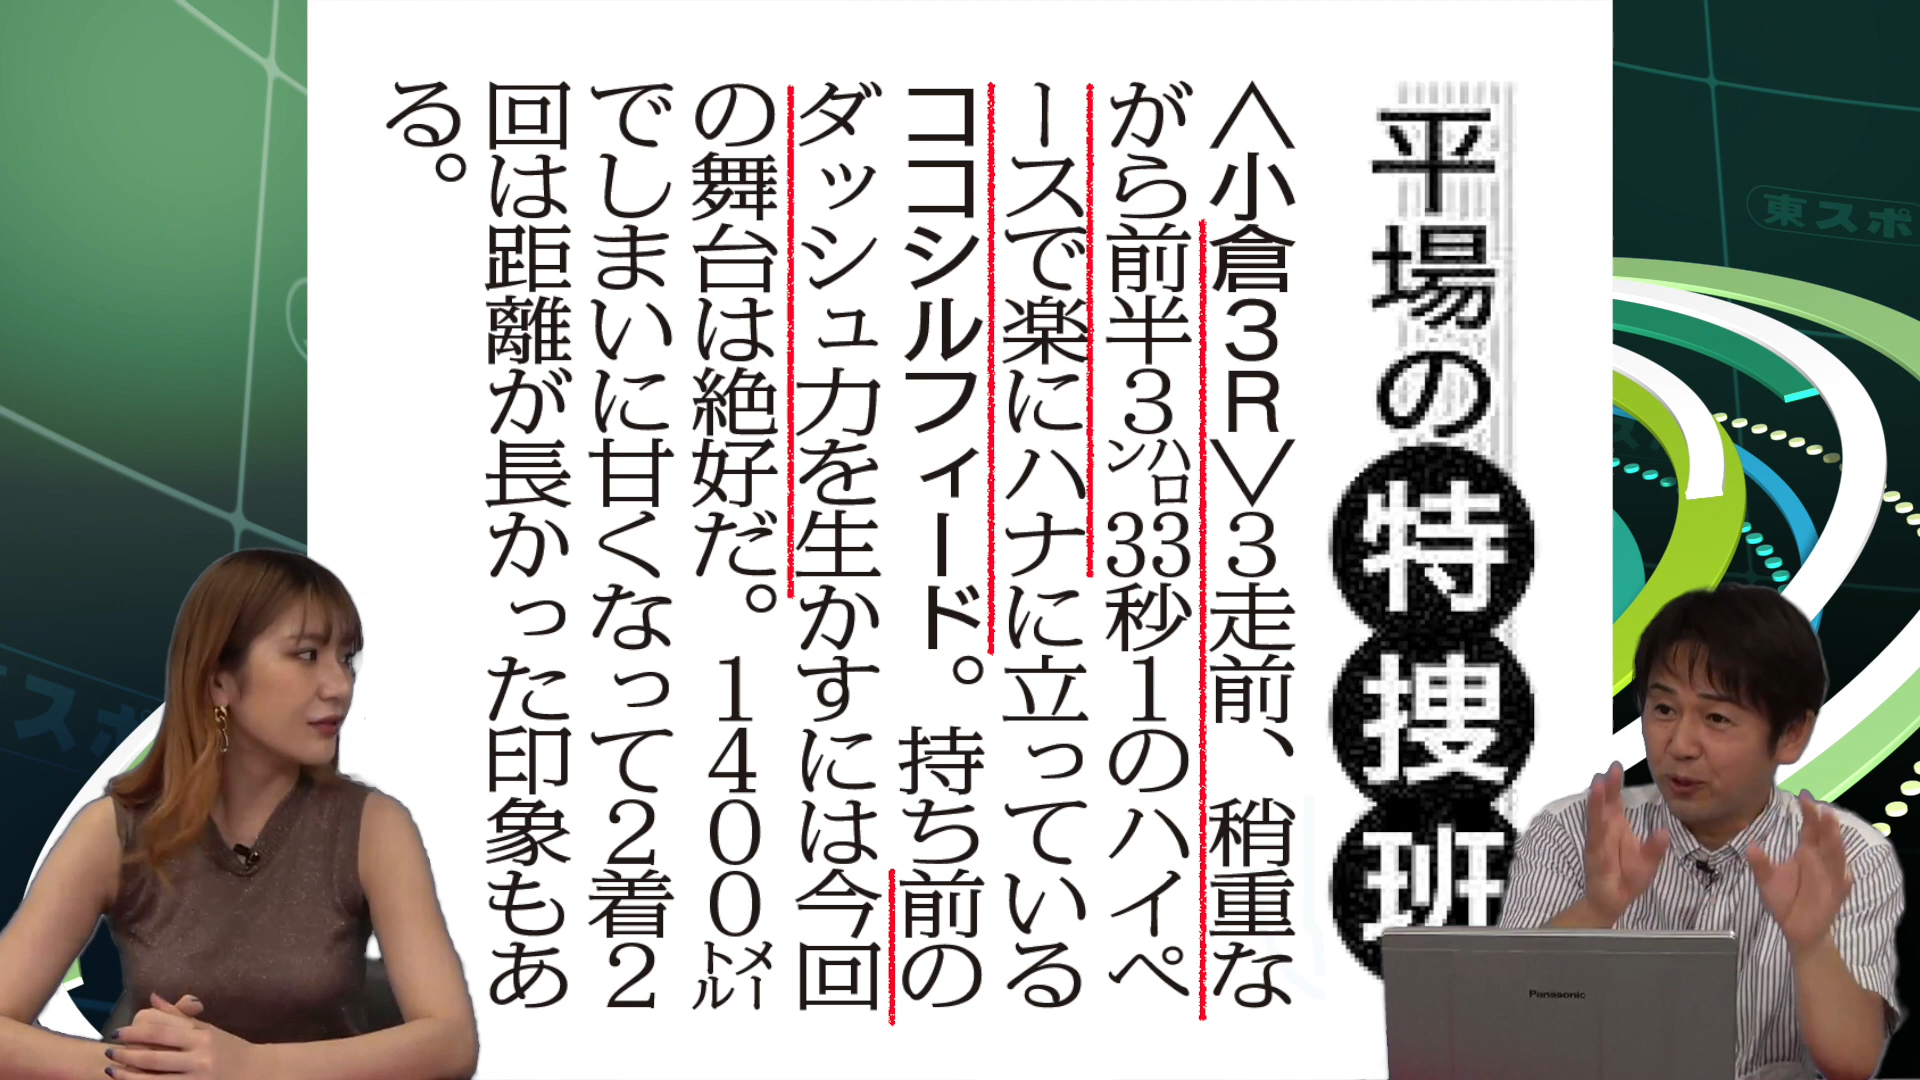 平場の特捜班
〈小倉３Ｒ〉３走前、稍重な
がら前半３ハロン33秒１のハイペ
ースで楽にハナに立っている
ココシルフィード。持ち前の
ダッシュ力を生かすには今回
の舞台は絶好だ。１４００メートル
でしまいに甘くなって２着２
回は距離が長かった印象もあ
る。
東スポ
Panasonic